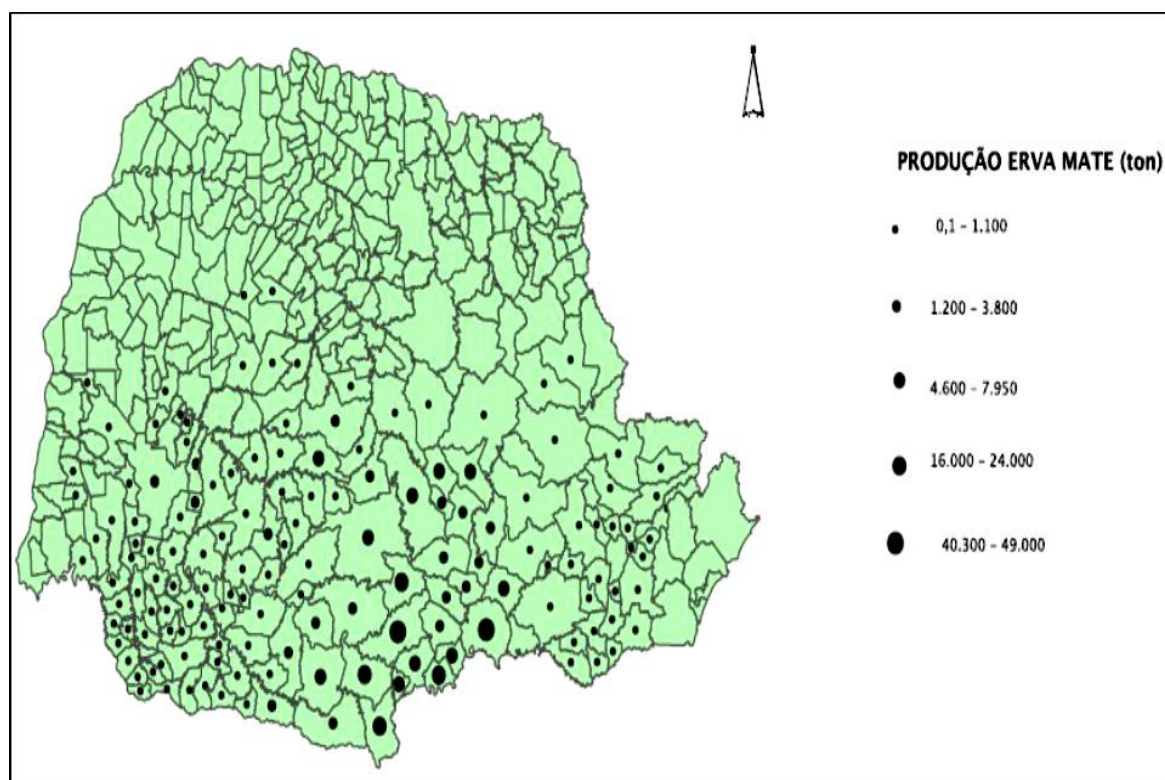 PRODUÇÃO ERVA MATE (ton)
0,1 – 1.100
1.200 – 3.800
4.600 – 7.950
16.000 – 24.000
40.300 – 49.000